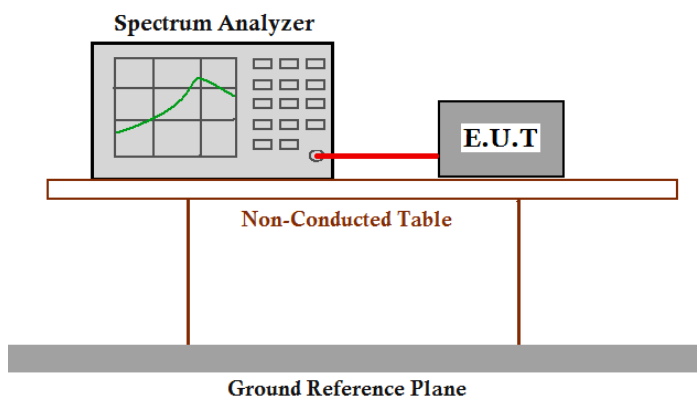 Spectrum Analyzer
E.U.T
Non-Conducted Table
Ground Reference Plane